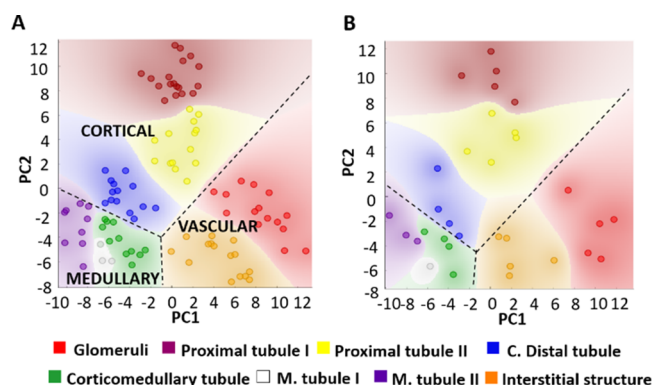 A
B
12
10
8
6
4
2
0
-2
-4
-6
-8
PC2
CORTICAL
VASCULAR
MEDULLARY
-10 -8 -6 -4 -2 0 2 4 6 8 10 12
PC1
12
10
8
6
4
2
0
-2
-4
-6
-8
PC2
-10 -8 -6 -4 -2 0 2 4 6 8 10 12
PC1
Glomeruli Proximal tubule I Proximal tubule II C. Distal tubule
Corticomedullary tubule M. tubule I M. tubule II Interstitial structure